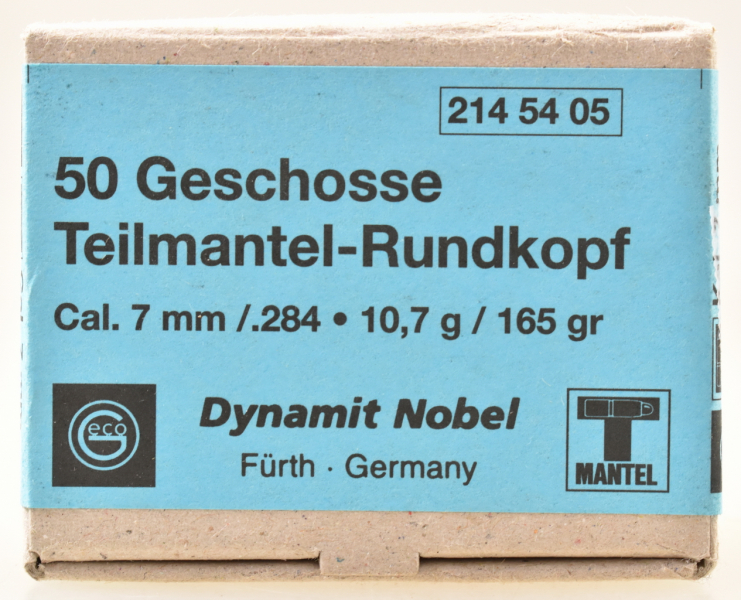 214 54 05
50 Geschosse
Teilmantel-Rundkopf
Cal. 7 mm /.284 • 10,7 g / 165 gr
Geco
Dynamit Nobel
Fürth · Germany
T
MANTEL